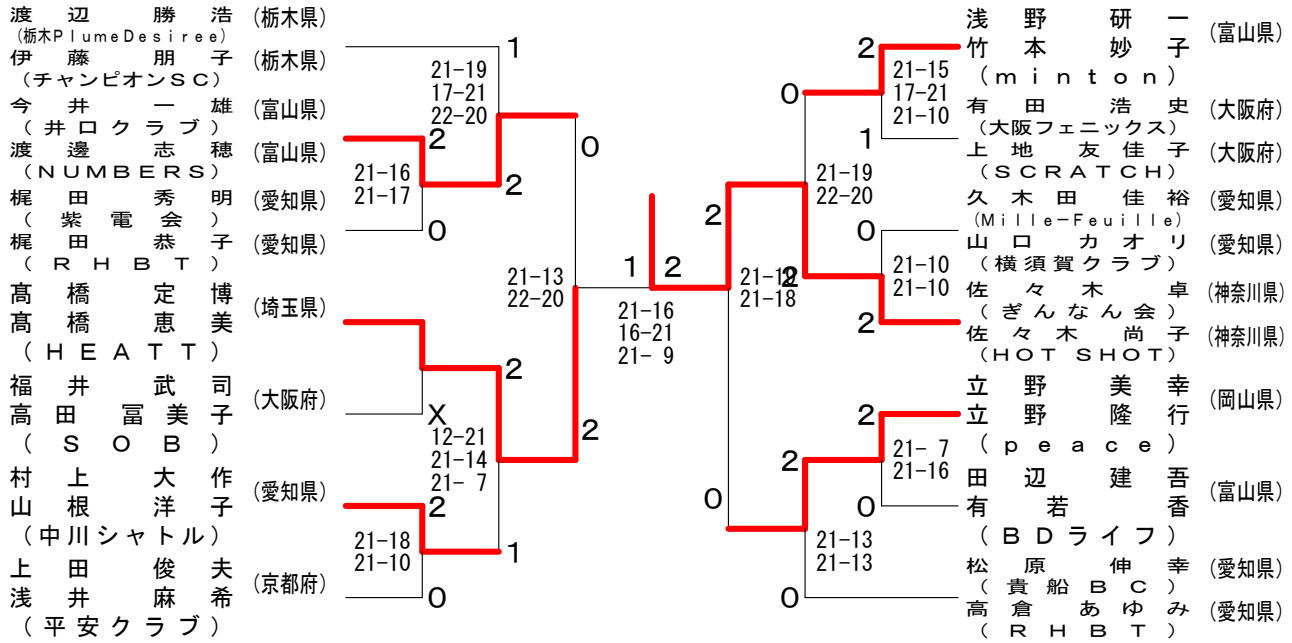 渡辺 勝浩 (栃木県)
(栃木PlumeDesiree)
伊藤 朋子 (栃木県)
(チャンピオンSC)
今井 一雄 (富山県)
(井口クラブ)
渡邊 志穂 (富山県)
(NUMBERS)
梶田 秀明 (愛知県)
(紫電会)
梶田 恭子 (愛知県)
(RHBT)
髙橋 定博
髙橋 恵美
(埼玉県)
(HEATT)
福井 武司
高田 冨美子
(大阪府)
(SOB)
村上 大作
山根 洋子
(愛知県)
(中川シャトル)
上田 俊夫
浅井 麻希
(京都府)
(平安クラブ)
1
21-19
17-21
22-20
2
21-16
21-17
2
0
0
21-13
22-20
2
X
12-21
21-14
21- 7
2
2
21-18
21-10
1
0
1
2
21-16
16-21
21- 9
2
21-18
0
0
21-19
22-20
2
21-15
17-21
21-10
1
0
21-10
21-10
2
2
2
21- 7
21-16
0
21-13
21-13
0
浅野 研一
竹本 妙子
(富山県)
(minton)
有田 浩史 (大阪府)
(大阪フェニックス)
上地 友佳子 (大阪府)
(SCRATCH)
久木田 佳裕 (愛知県)
(Mille-Feuille)
山口 カオリ (愛知県)
(横須賀クラブ)
佐々木 卓 (神奈川県)
(ぎんなん会)
佐々木 尚子 (神奈川県)
(HOT SHOT)
立野 美幸
立野 隆行
(岡山県)
(peace)
田辺 建吾
有若 香
(富山県)
(BDライフ)
松原 伸幸 (愛知県)
(貴船BC)
高倉 あゆみ (愛知県)
(RHBT)